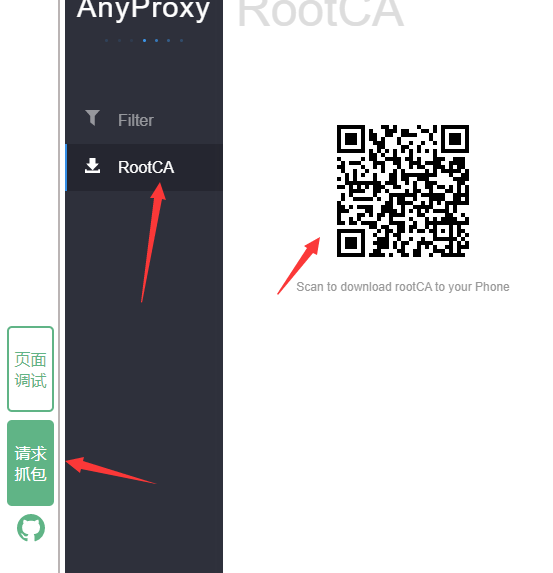 AnyProxy
RootCA
Filter
RootCA
Scan to download rootCA to your Phone
页面
调试
请求
抓包